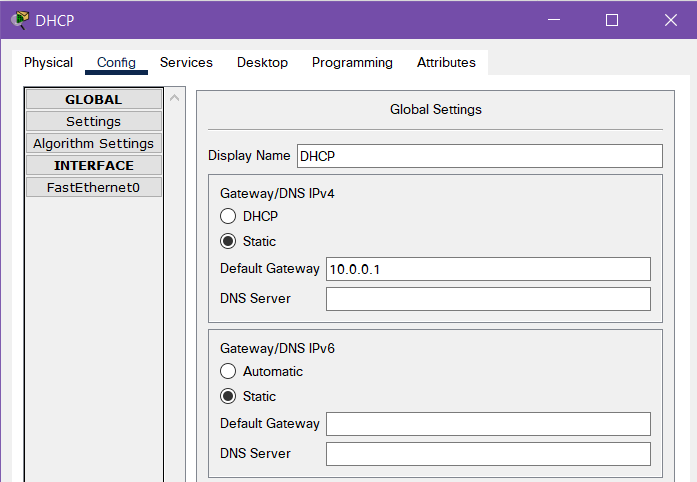 DHCP
Physical Config Services Desktop Programming Attributes
GLOBAL
Settings
Algorithm Settings
INTERFACE
FastEthernet0
Global Settings
Display Name DHCP
Gateway/DNS IPv4
DHCP
Static
Default Gateway 10.0.0.1
DNS Server
Gateway/DNS IPv6
Automatic
Static
Default Gateway
DNS Server